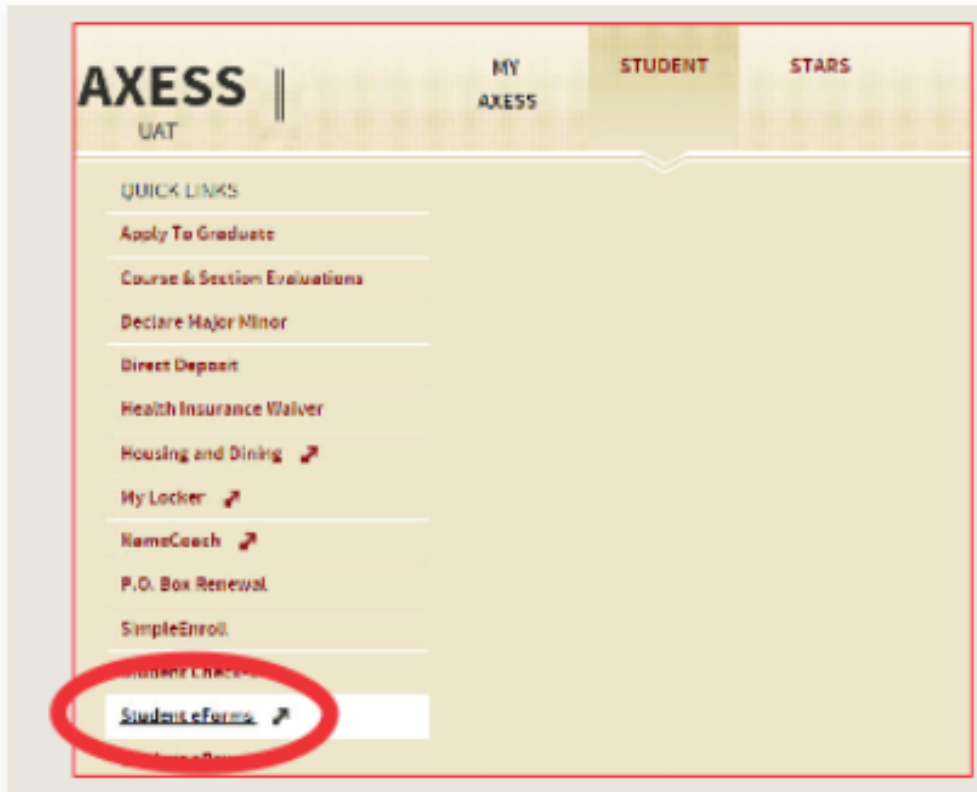 AXESS
UAT
MY
AXESS
STUDENT
STARS
QUICK LINKS
Apply To Graduate
Course & Section Evaluations
Declare Major Minor
Direct Deposit
Health Insurance Waiver
Housing and Dining
My Locker
NameCoach
P.O. Box Renewal
SimpleEnroll
Student
Student eForms